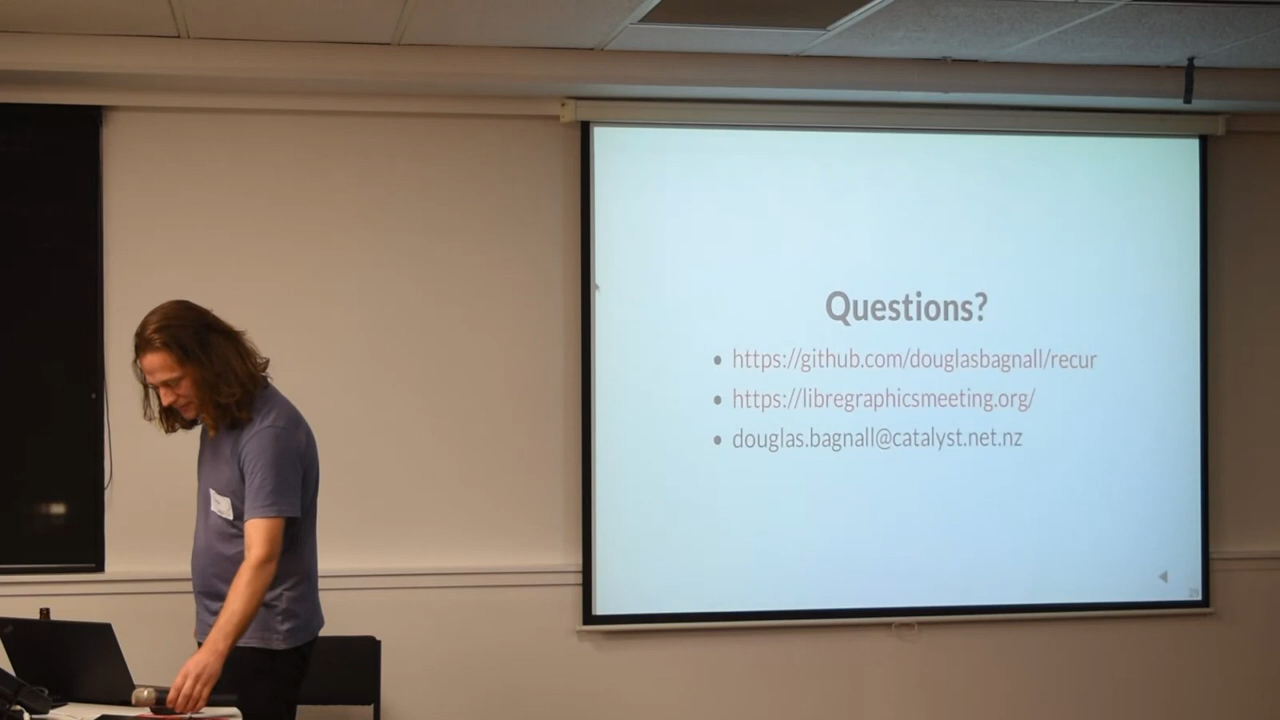 Questions?
https://github.com/douglasbagnall/recur
https://libregraphicsmeeting.org/
douglas.bagnall@catalyst.net.nz